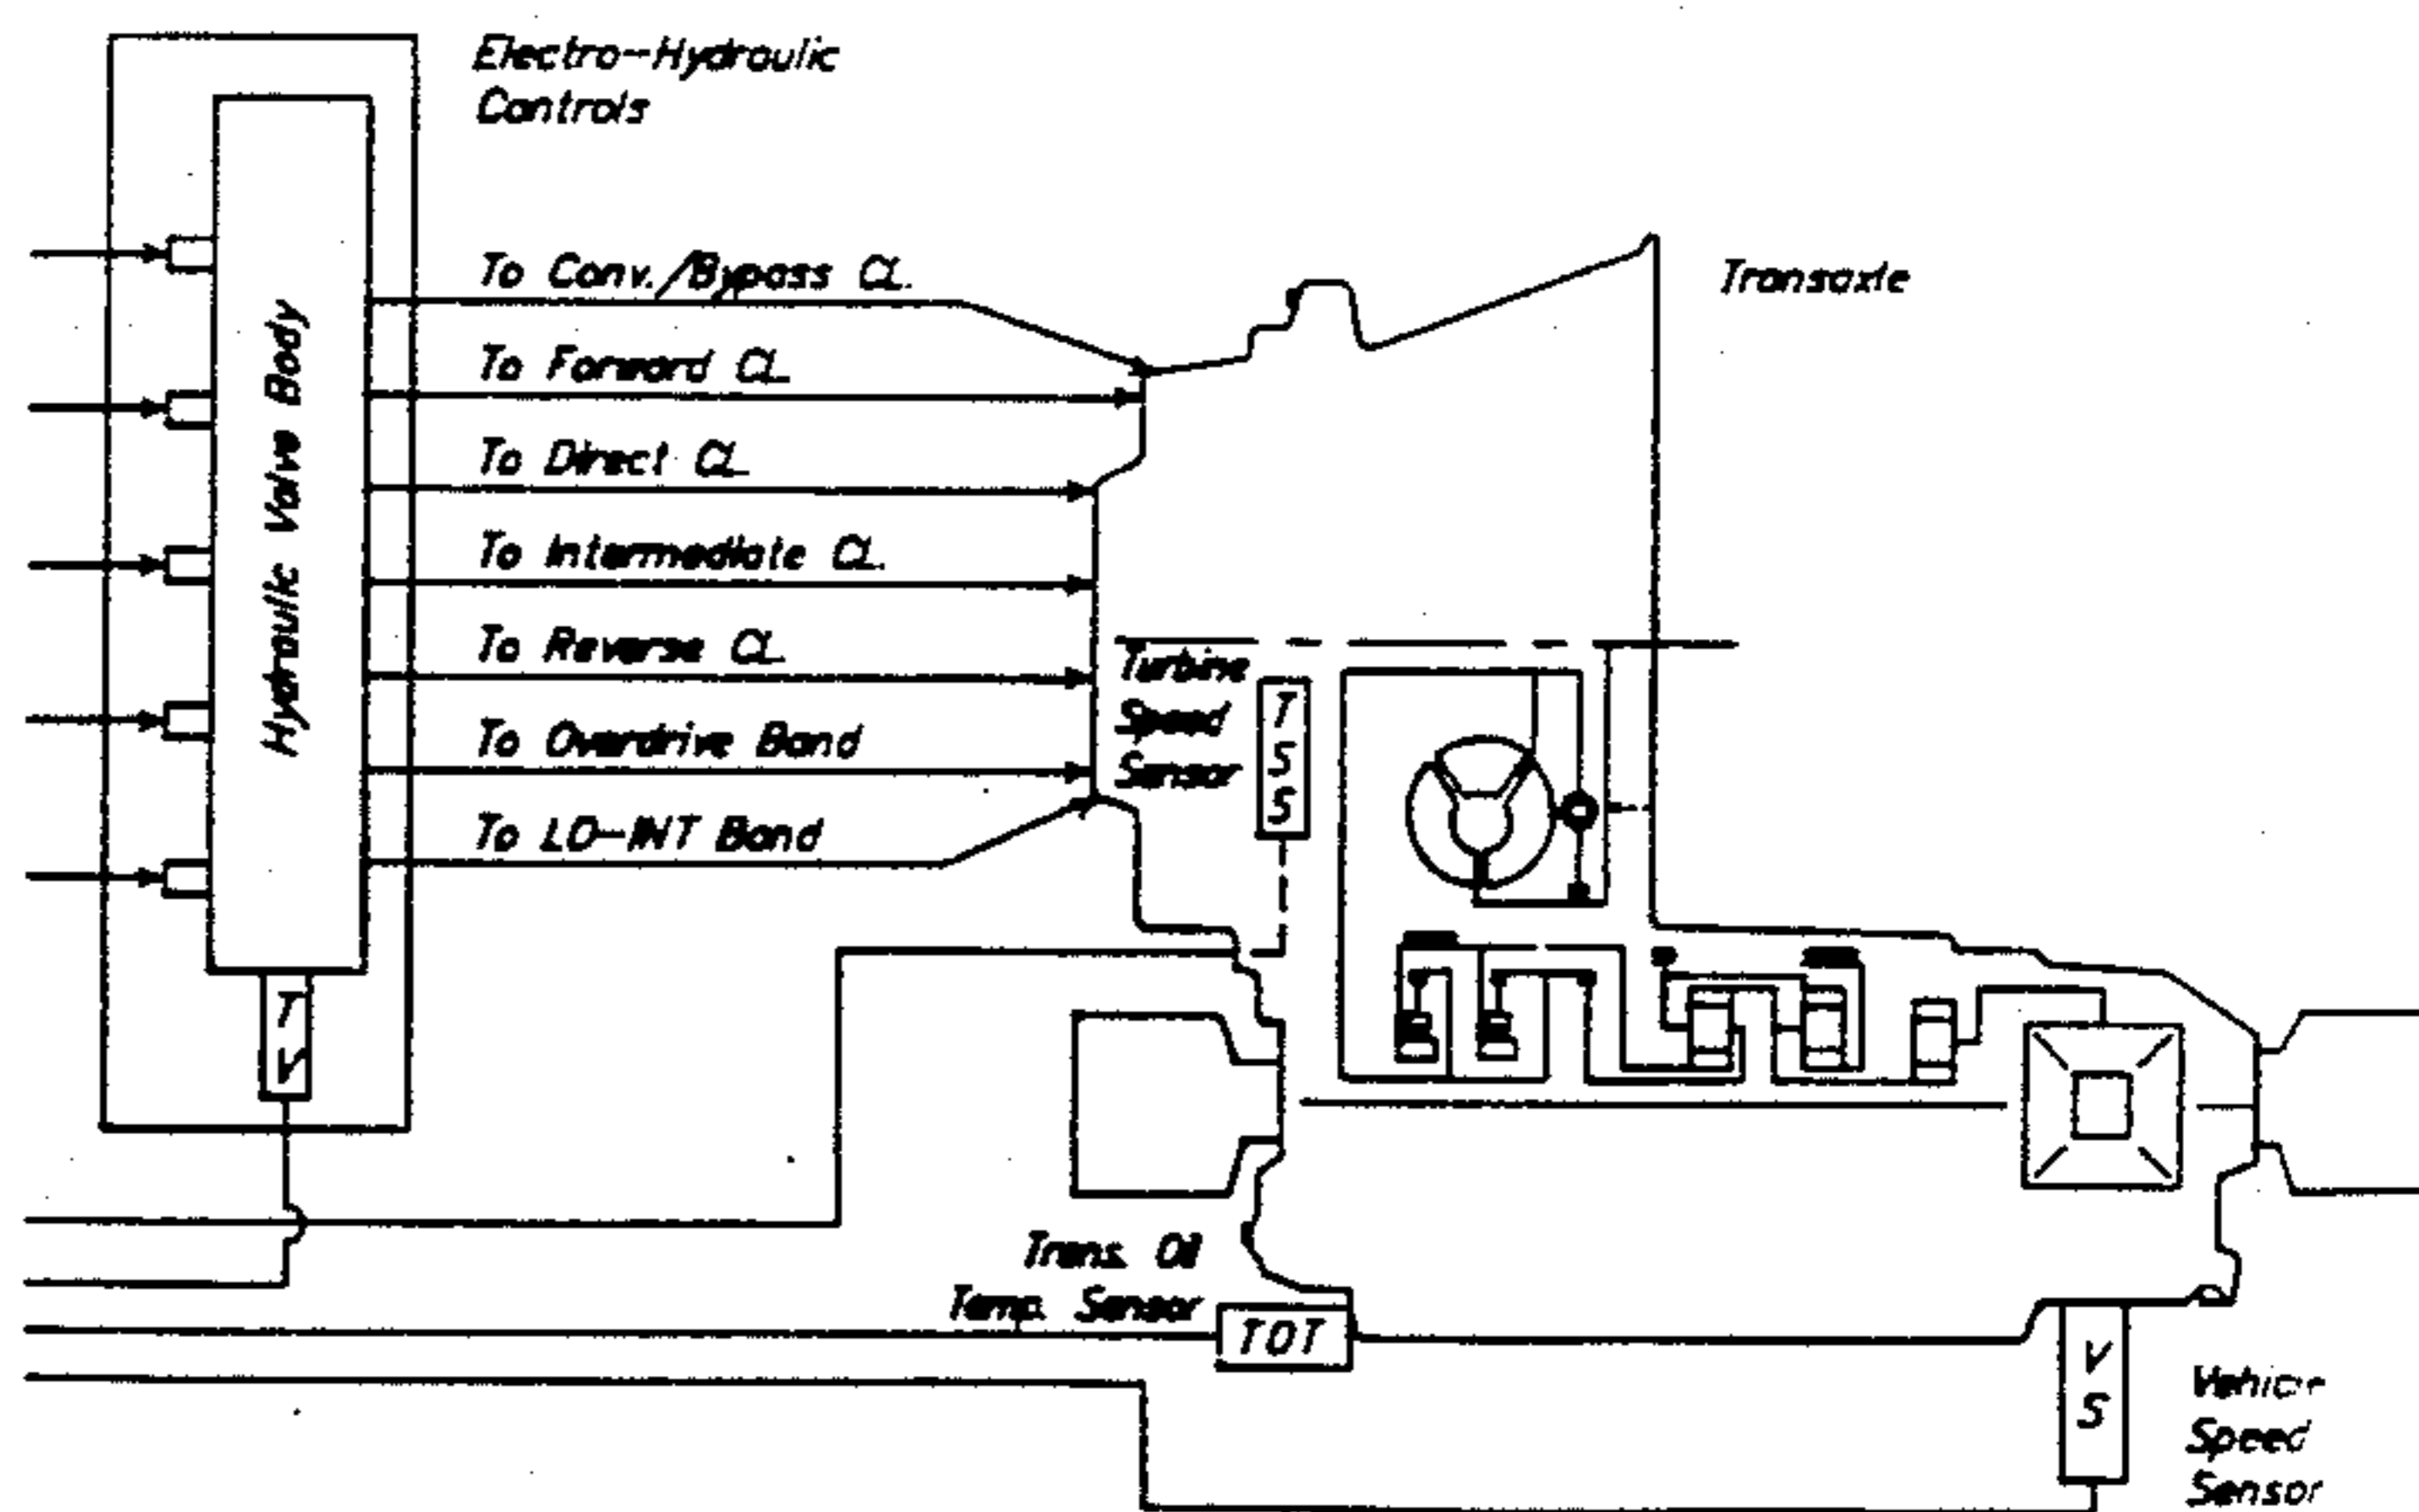 Electro-Hydraulic
Controls
Hydraulic Valve Body
To Conv./Bypass CL.
To Forward CL.
To Direct CL.
To Intermediate CL.
To Reverse CL.
To Overdrive Band
To LO-INT Band
TV
Transaxle
Turbine
Speed
Sensor
TSS
Trans. Oil
Temp. Sensor
TOT
VS
Vehicle
Speed
Sensor